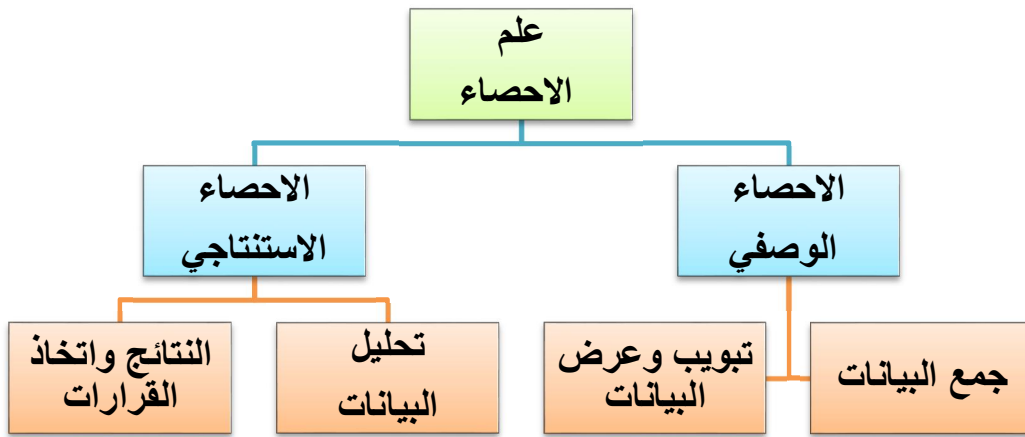 علم
الاحصاء
الاحصاء
الوصفي
الاحصاء
الاستنتاجي
جمع البيانات
تبويب وعرض
البيانات
تحليل
البيانات
النتائج واتخاذ
القرارات